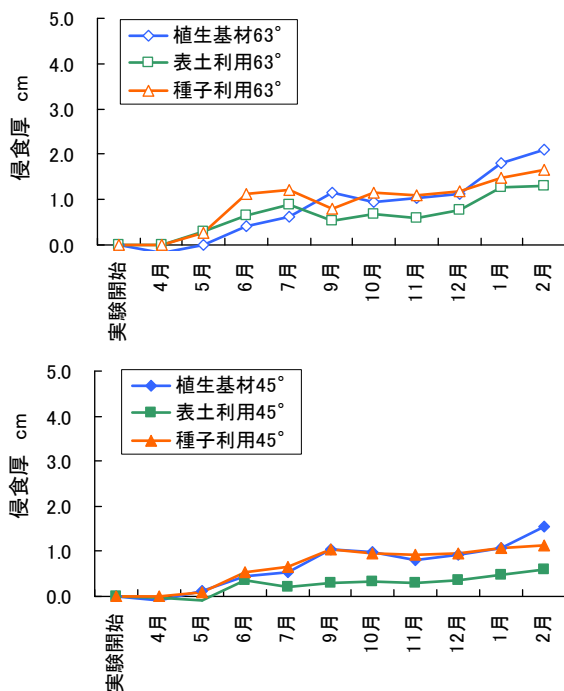 植生基材63°
表土利用63°
種子利用63°
侵食厚 cm
5.0
4.0
3.0
2.0
1.0
0.0
実験開始
4月
5月
6月
7月
9月
10月
11月
12月
1月
2月
植生基材45°
表土利用45°
種子利用45°
侵食厚 cm
5.0
4.0
3.0
2.0
1.0
0.0
実験開始
4月
5月
6月
7月
9月
10月
11月
12月
1月
2月